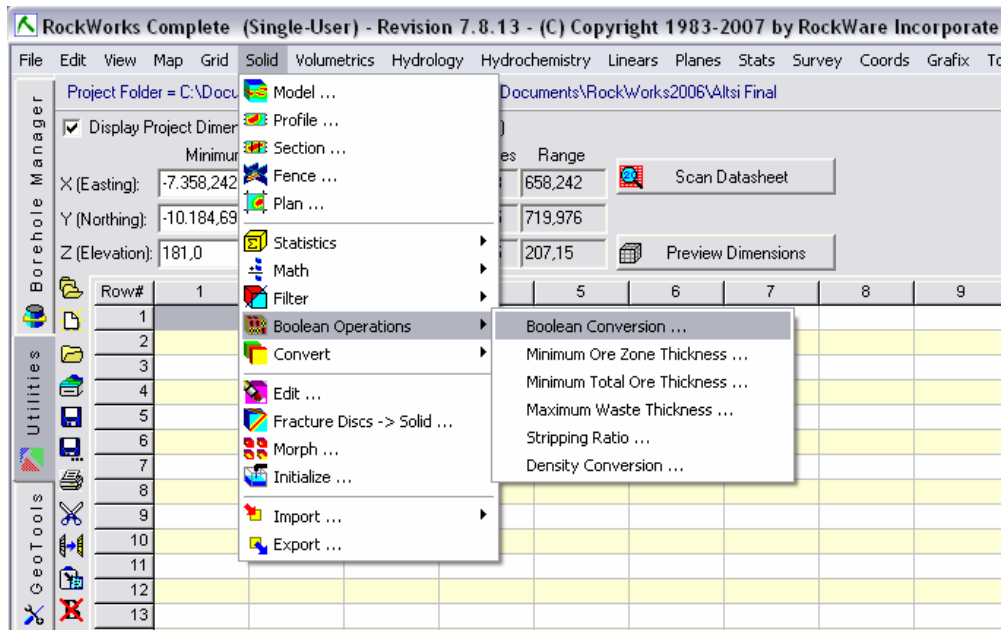 RockWorks Complete (Single-User) - Revision 7.8.13 - (C) Copyright 1983-2007 by RockWare Incorporate
File Edit View Map Grid Solid Volumetrics Hydrology Hydrochemistry Linears Planes Stats Survey Coords Grafix To
Project Folder = C:\Docu Documents\RockWorks2006\Altsi Final
Display Project Dimer )
Minimur es Range
X (Easting): -7.358,242 658,242 Scan Datasheet
Y (Northing): -10.184,69 719,976
Z (Elevation): 181,0 207,15 Preview Dimensions
Borehole Manager
Utilities
GeoTools
Model ...
Profile ...
Section ...
Fence ...
Plan ...
Statistics
Math
Filter
Boolean Operations
Convert
Edit ...
Fracture Discs -> Solid ...
Morph ...
Initialize ...
Import ...
Export ...
Boolean Conversion ...
Minimum Ore Zone Thickness ...
Minimum Total Ore Thickness ...
Maximum Waste Thickness ...
Stripping Ratio ...
Density Conversion ...
Row# 1 5 6 7 8 9
1
2
3
4
5
6
7
8
9
10
11
12
13